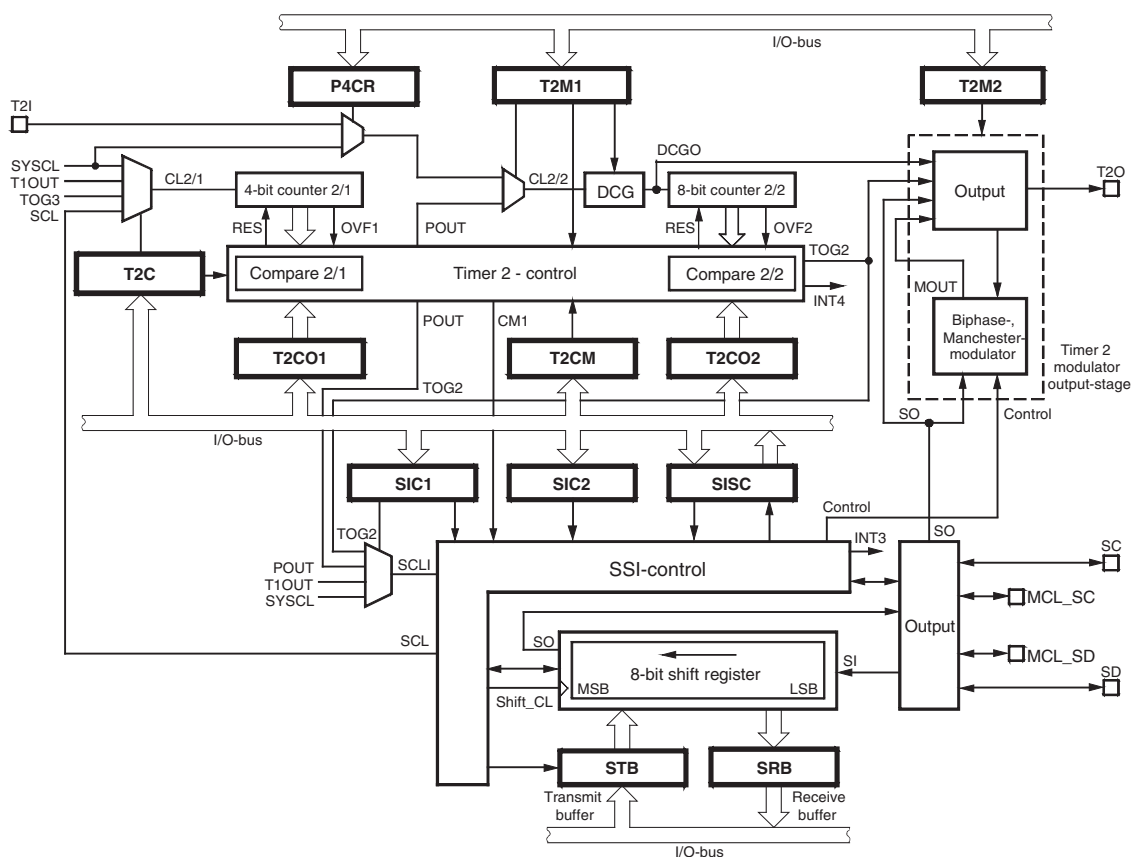 I/O-bus
P4CR
T2M1
T2M2
T2I
SYSCL
T1OUT
TOG3
SCL
CL2/1
4-bit counter 2/1
CL2/2
DCG
DCGO
8-bit counter 2/2
Output
T2O
RES
OVF1
POUT
RES
OVF2
TOG2
T2C
Compare 2/1
Timer 2 - control
Compare 2/2
INT4
MOUT
Biphase-,
Manchester-
modulator
Timer 2
modulator
output-stage
POUT
CM1
T2CO1
T2CM
T2CO2
TOG2
SO
Control
I/O-bus
SIC1
SIC2
SISC
Control
TOG2
POUT
T1OUT
SYSCL
SCLI
SSI-control
INT3
SO
SC
MCL_SC
Output
MCL_SD
SD
SCL
SO
8-bit shift register
MSB
LSB
SI
Shift_CL
STB
SRB
Transmit
buffer
Receive
buffer
I/O-bus